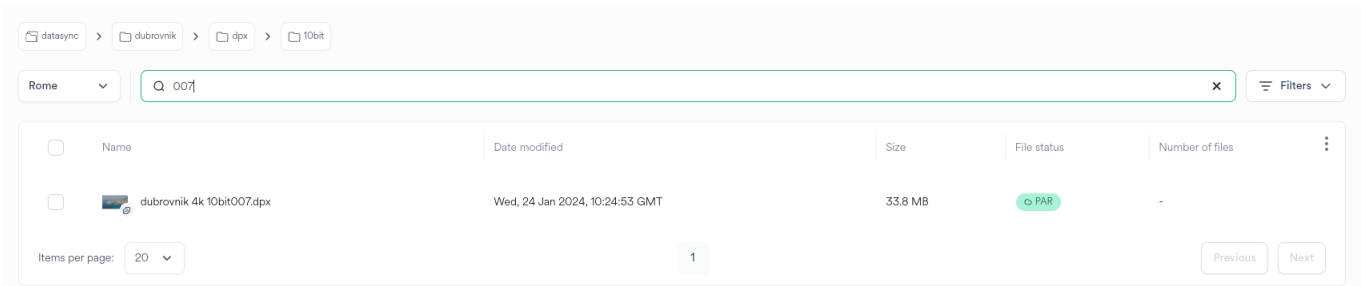 datasync > dubrovnik > dpx > 10bit
Rome 007 Filters
Name Date modified Size File status Number of files
dubrovnik 4k 10bit007.dpx Wed, 24 Jan 2024, 10:24:53 GMT 33.8 MB PAR -
Items per page: 20 1 Previous Next